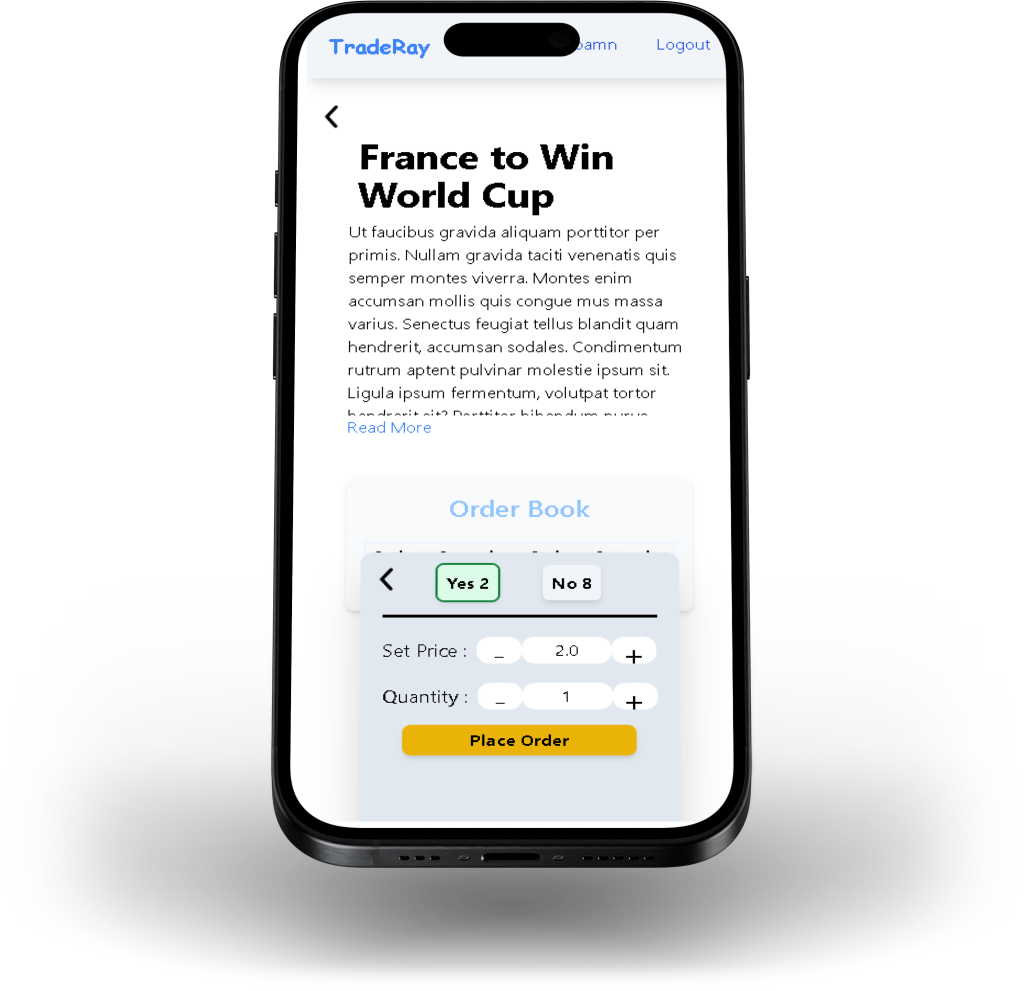 TradeRay Logout
France to Win
World Cup
Ut faucibus gravida aliquam porttitor per
primis. Nullam gravida taciti venenatis quis
semper montes viverra. Montes enim
accumsan mollis quis congue mus massa
varius. Senectus feugiat tellus blandit quam
hendrerit, accumsan sodales. Condimentum
rutrum aptent pulvinar molestie ipsum sit.
Ligula ipsum fermentum, volutpat tortor
Read More
Order Book
Yes 2 No 8
Set Price : - 2.0 +
Quantity : - 1 +
Place Order